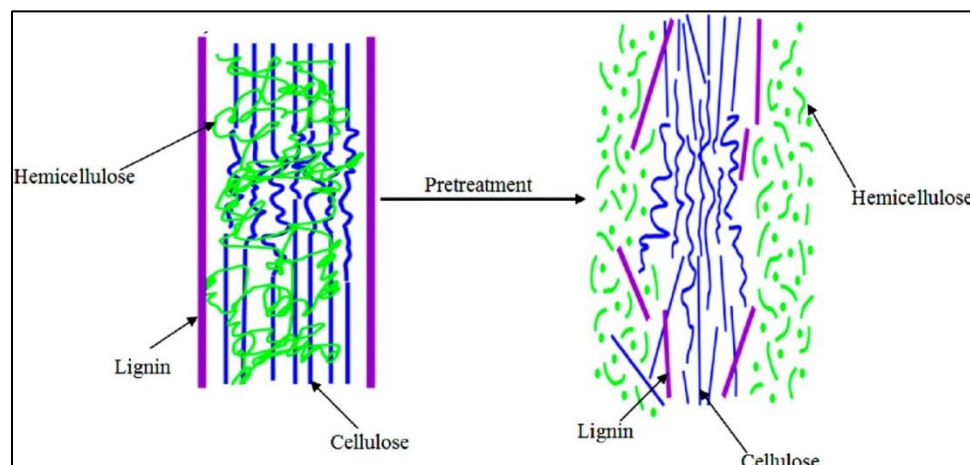 Hemicellulose
Pretreatment
Hemicellulose
Lignin
Cellulose
Lignin
Cellulose